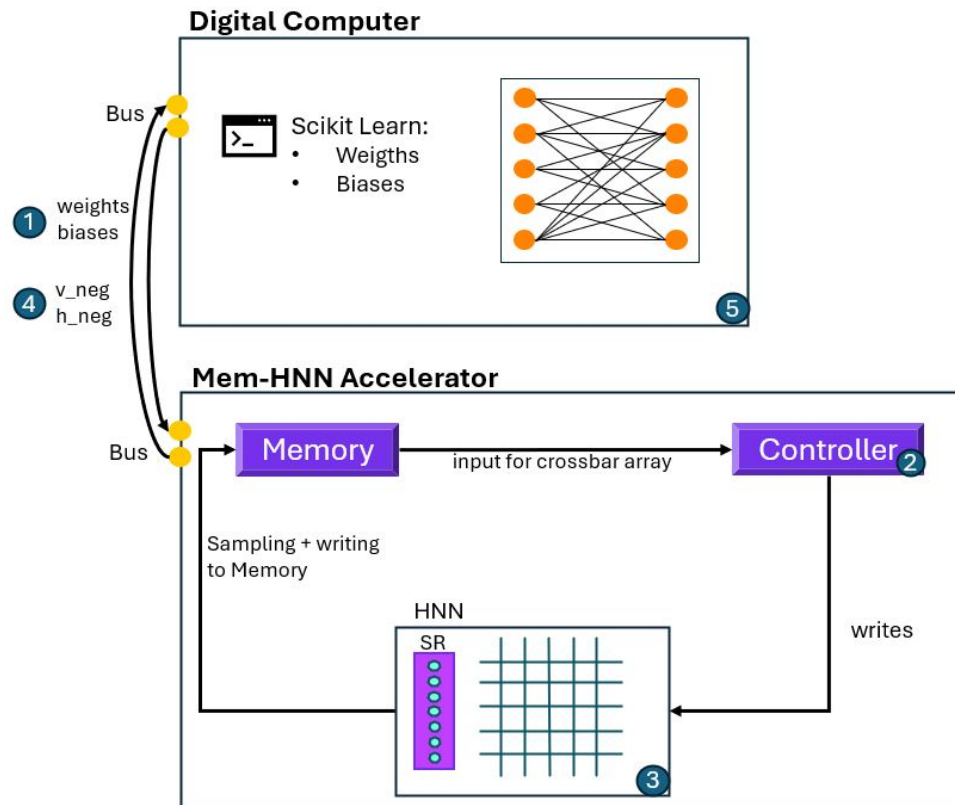 Digital Computer
Bus
>_
Scikit Learn:
• Weigths
• Biases
1
weights
biases
4
v_neg
h_neg
5
Mem-HNN Accelerator
Bus
Memory
input for crossbar array
Controller
2
Sampling + writing
to Memory
HNN
SR
writes
3